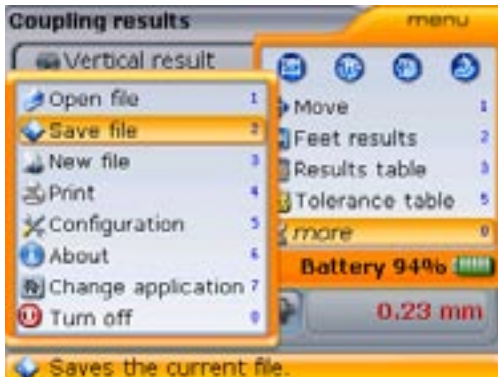 Coupling results
menu
Vertical result
Open file 1
Save file 2
New file 3
Print 4
Configuration 5
About 6
Change application 7
Turn off 0
Move 1
Feet results 2
Results table 3
Tolerance table 5
more 0
Battery 94%
0.23 mm
Saves the current file.